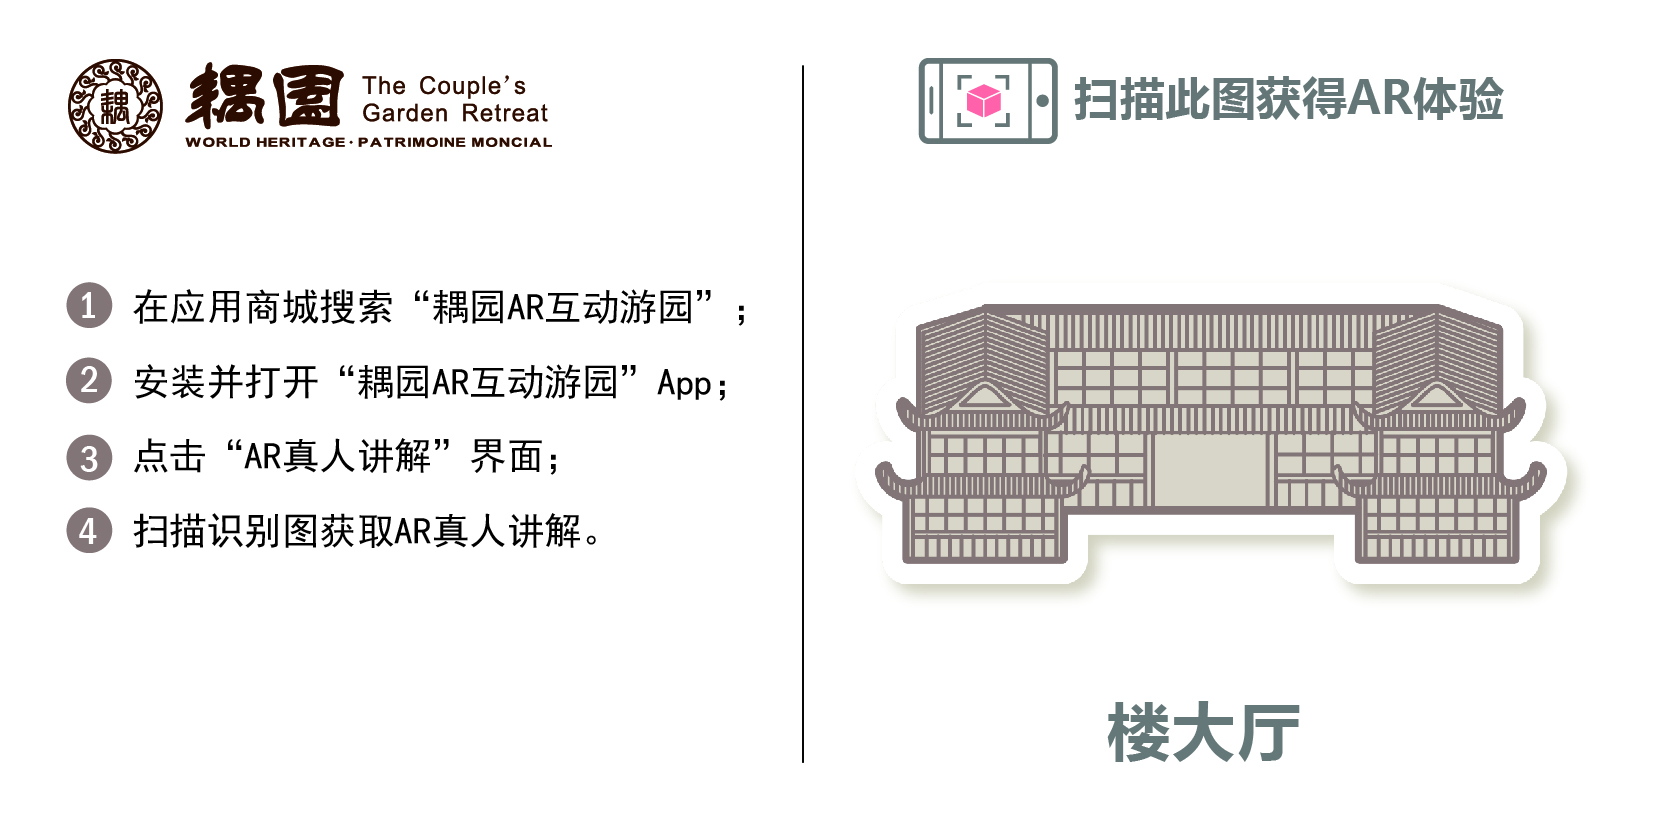 耦
耦园
The Couple's
Garden Retreat
WORLD HERITAGE · PATRIMOINE MONCIAL
1 在应用商城搜索“耦园AR互动游园”；
2 安装并打开“耦园AR互动游园”App；
3 点击“AR真人讲解”界面；
4 扫描识别图获取AR真人讲解。
扫描此图获得AR体验
楼大厅